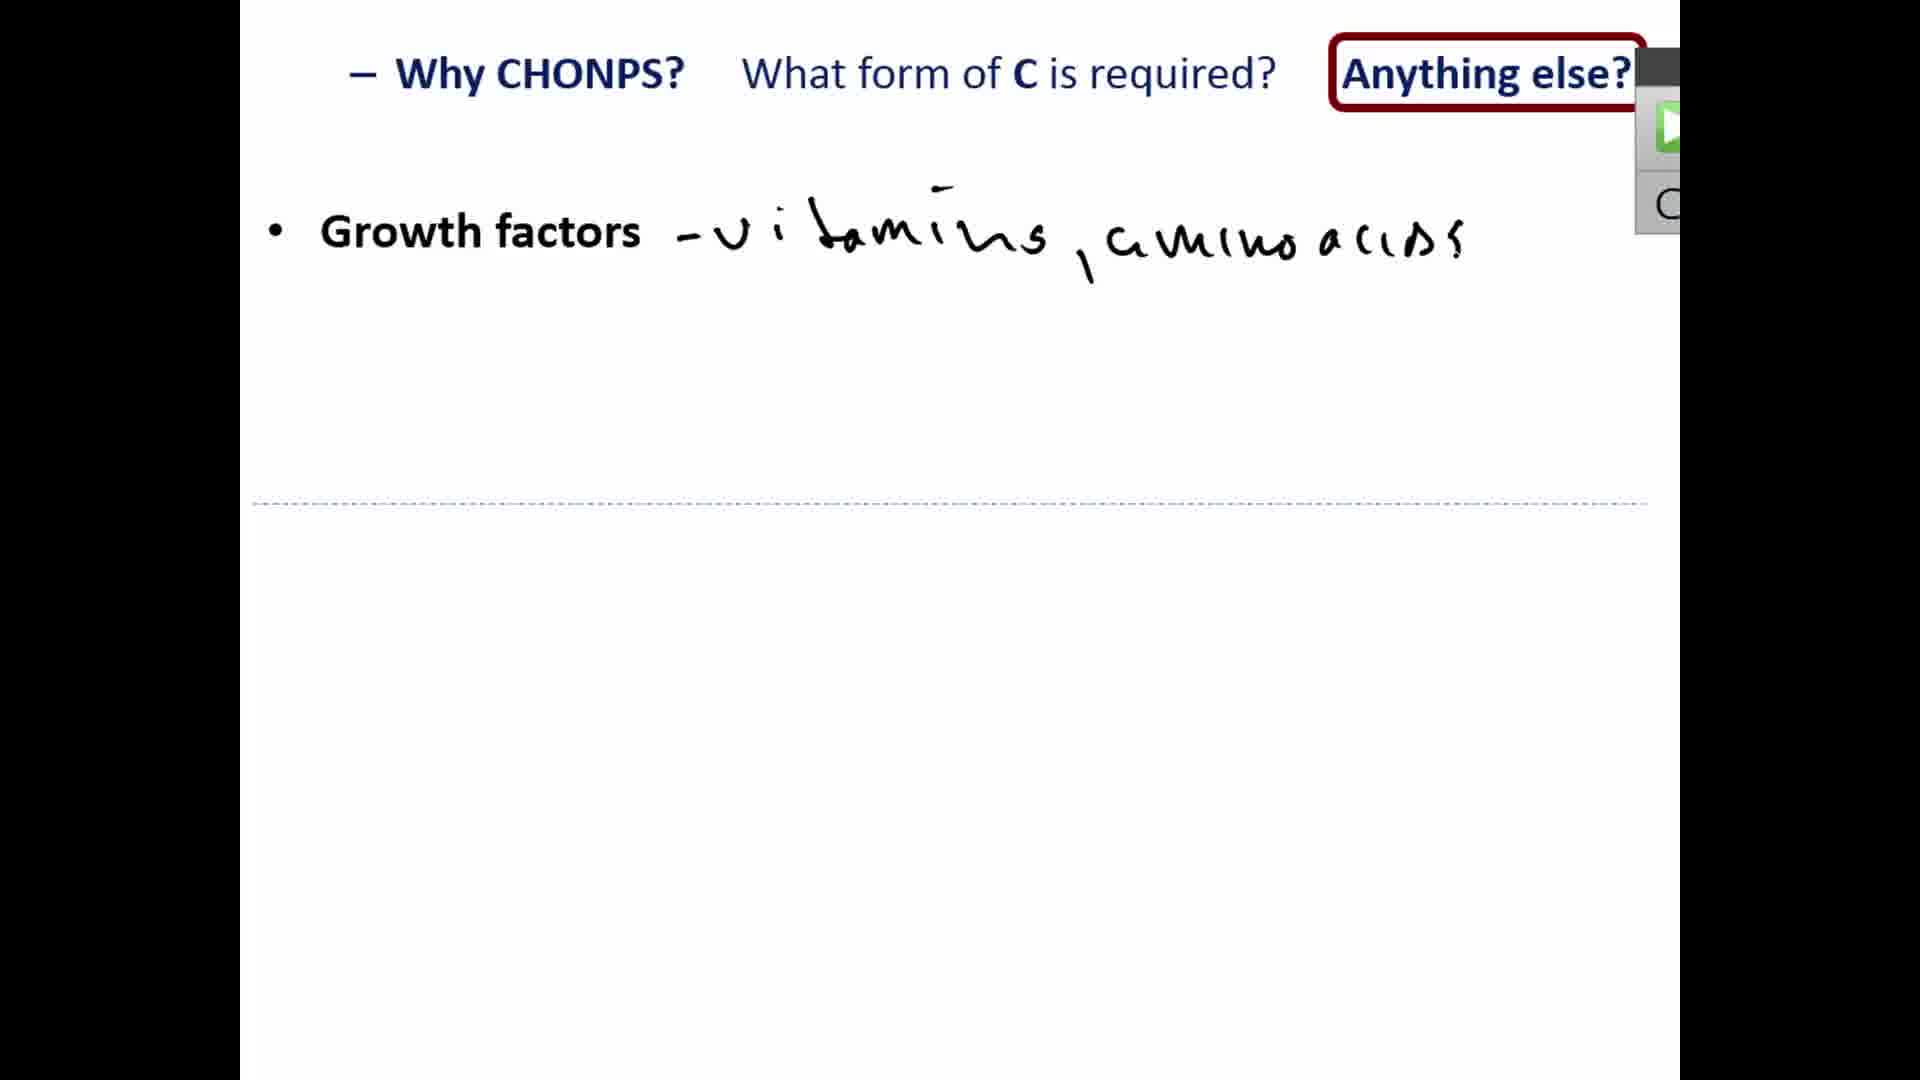 – Why CHONPS? What form of C is required? Anything else?
• Growth factors - vitamins, amino acids